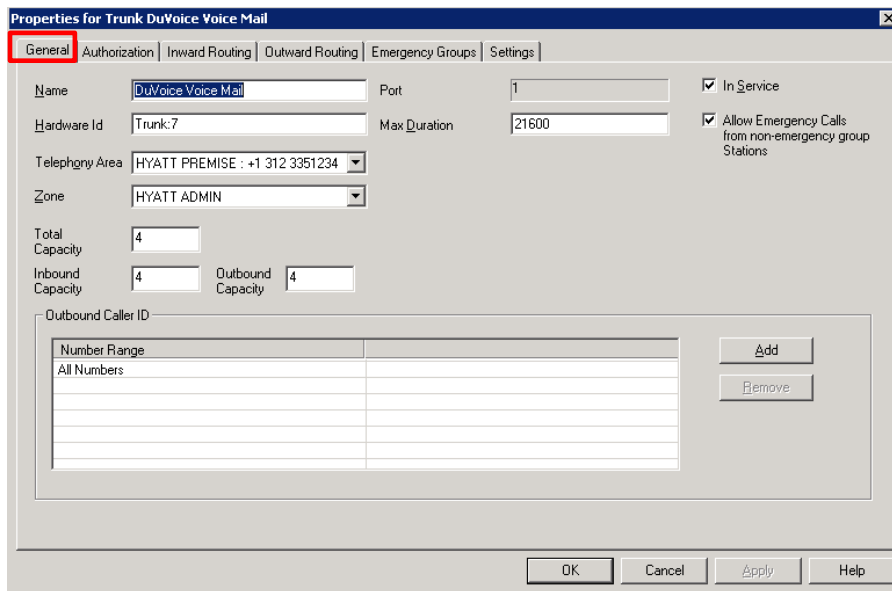 Properties for Trunk DuVoice Voice Mail
General Authorization Inward Routing Outward Routing Emergency Groups Settings
Name DuVoice Voice Mail Port 1 In Service
Hardware Id Trunk:7 Max Duration 21600 Allow Emergency Calls
from non-emergency group
Stations
Telephony Area HYATT PREMISE : +1 312 3351234
Zone HYATT ADMIN
Total
Capacity 4
Inbound
Capacity 4 Outbound
Capacity 4
Outbound Caller ID
Number Range Add
All Numbers
Remove
OK Cancel Apply Help